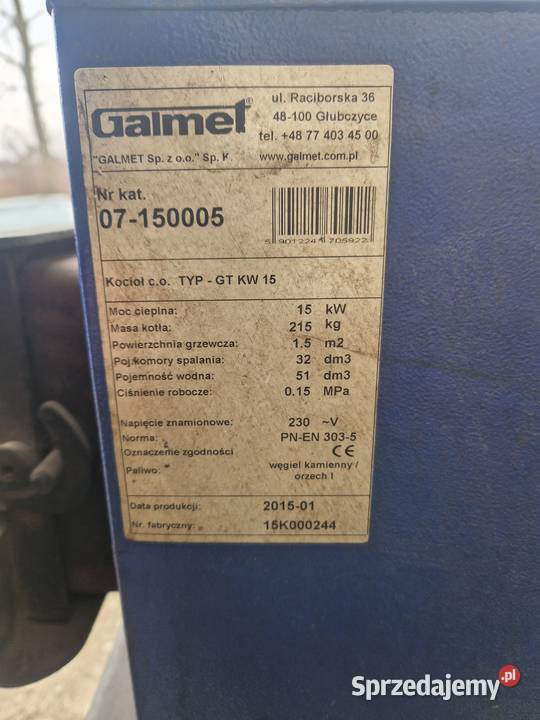 Galmet®
"GALMET Sp. z o.o." Sp. K.
ul. Raciborska 36
48-100 Głubczyce
tel. +48 77 403 45 00
www.galmet.com.pl
Nr kat.
07-150005
5 901224 705922
Kocioł c.o. TYP - GT KW 15
Moc cieplna: 15 kW
Masa kotła: 215 kg
Powierzchnia grzewcza: 1.5 m2
Poj.komory spalania: 32 dm3
Pojemność wodna: 51 dm3
Ciśnienie robocze: 0.15 MPa
Napięcie znamionowe: 230 ~V
Norma: PN-EN 303-5
Oznaczenie zgodności CE
Paliwo: węgiel kamienny /
orzech I
Data produkcji: 2015-01
Nr. fabryczny: 15K000244
Sprzedajemy.pl